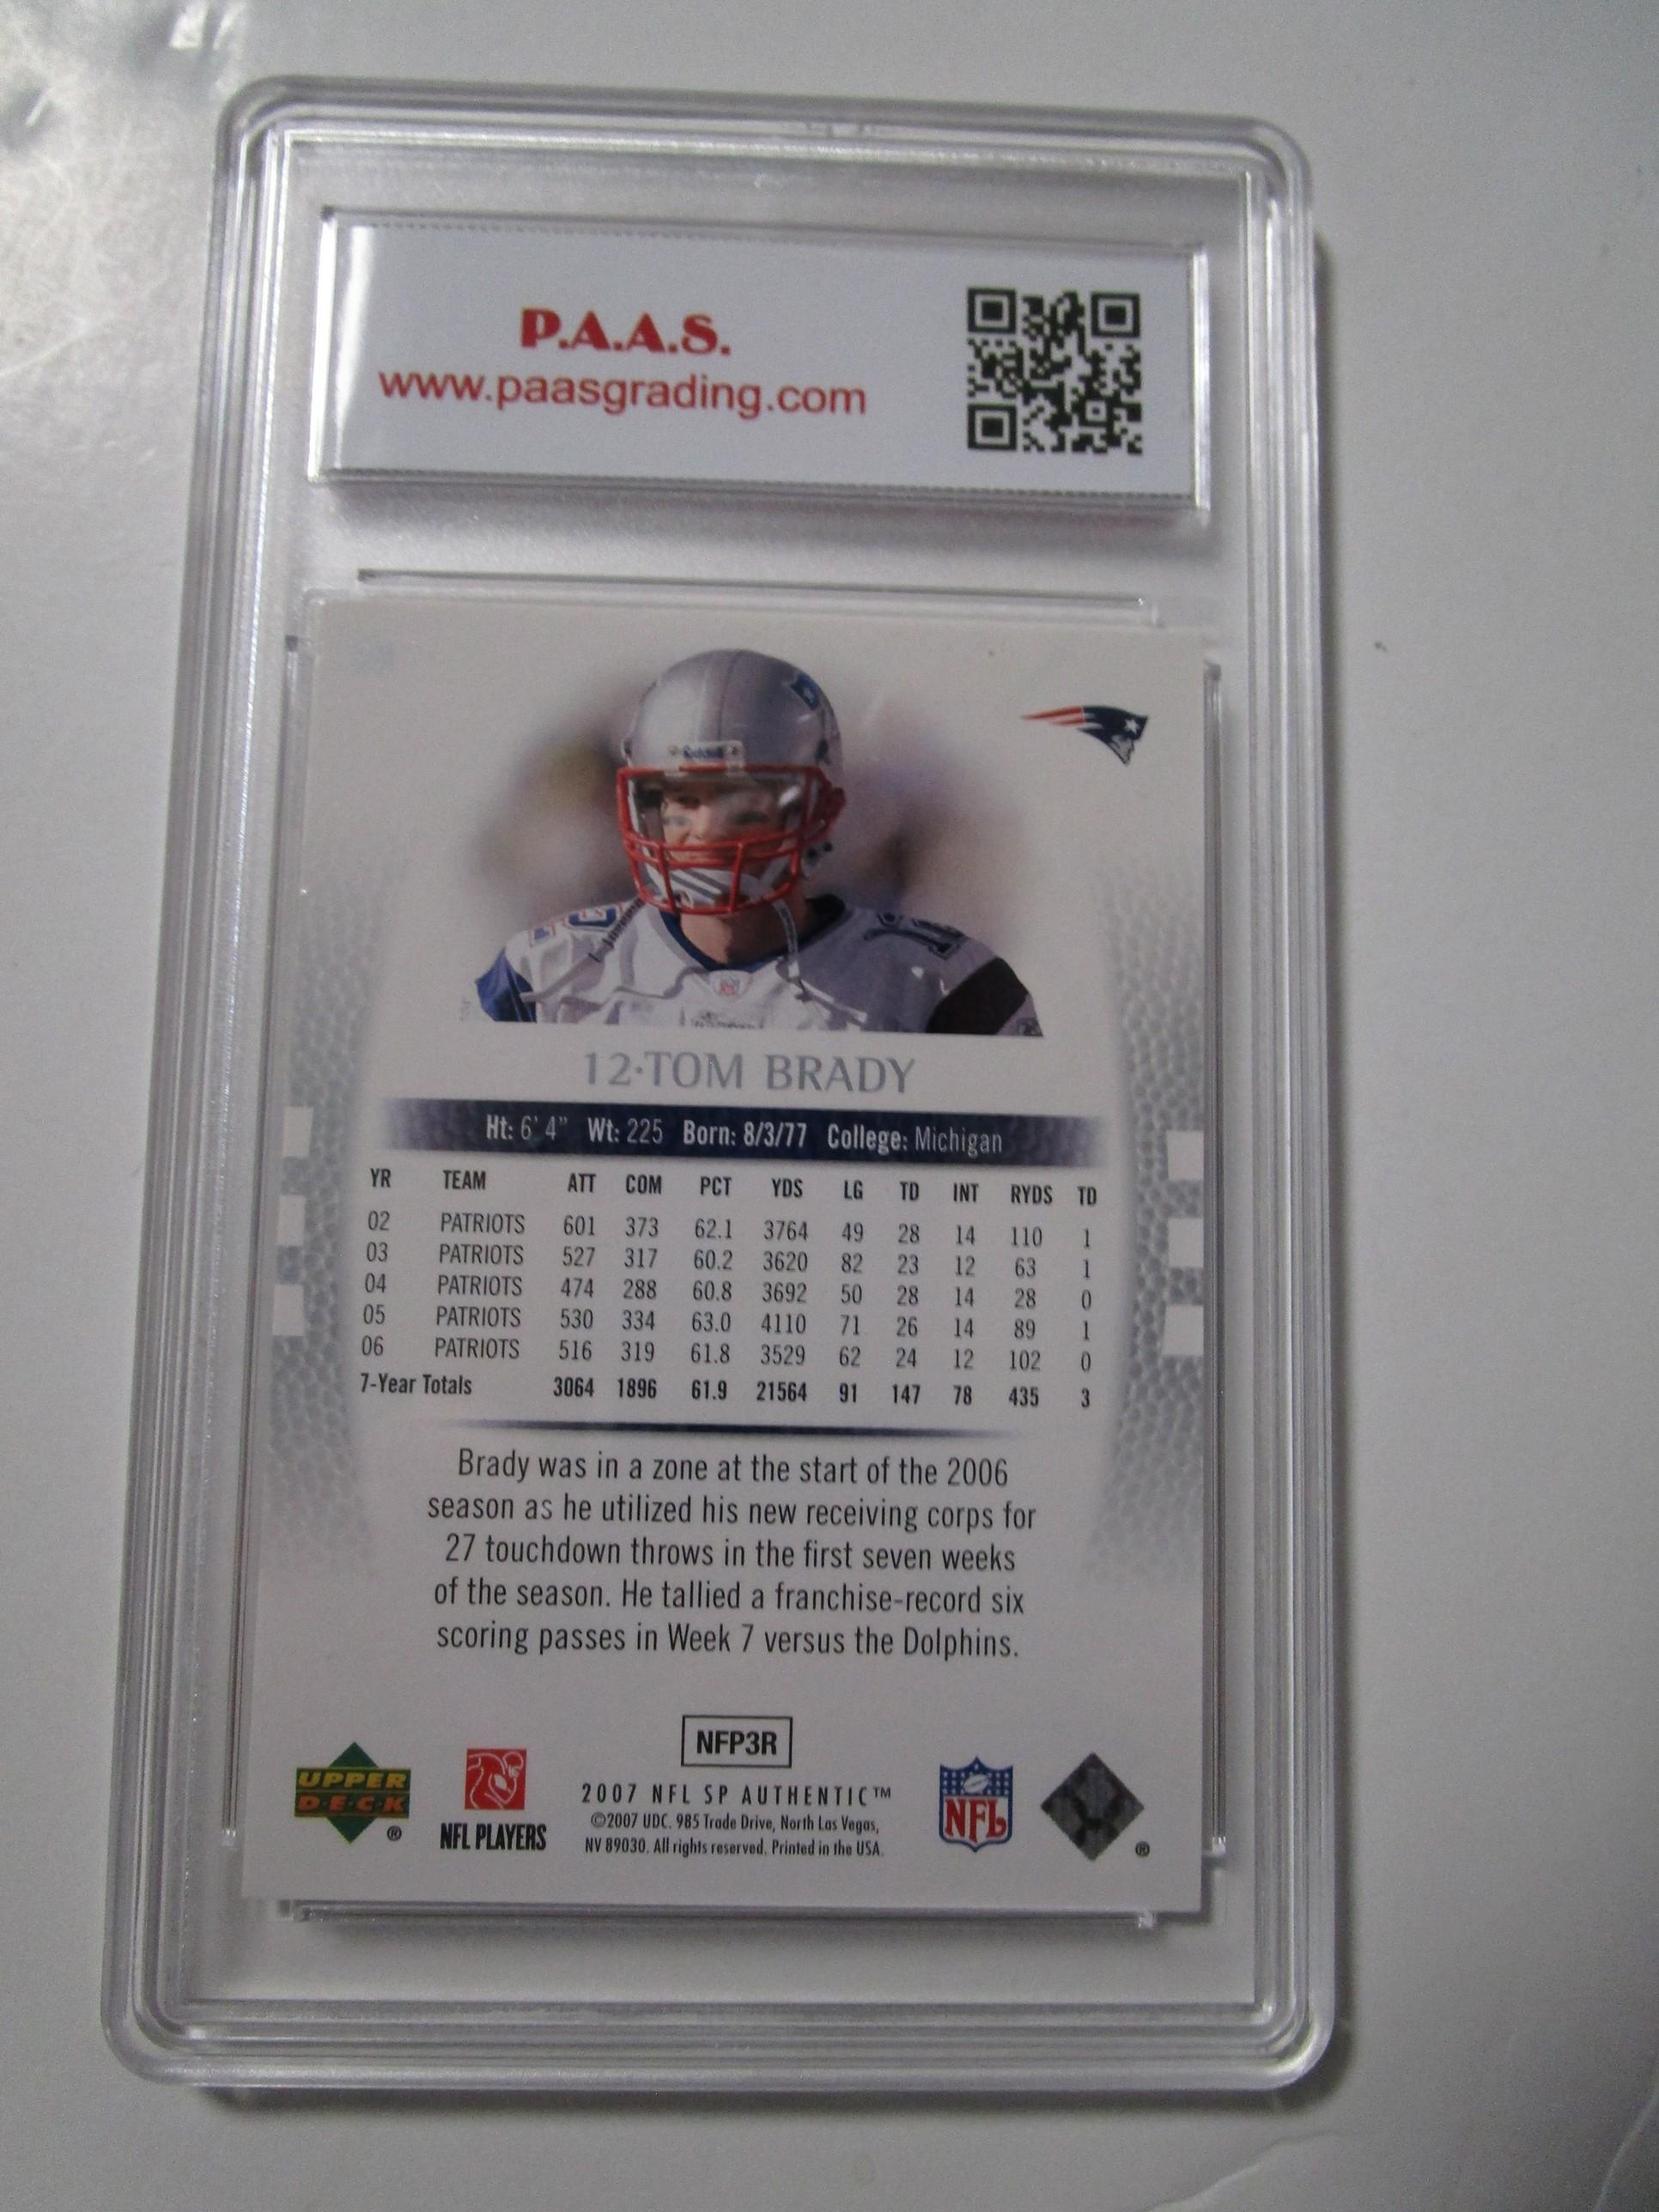 P.A.A.S.
www.paasgrading.com
Riddell
12·TOM BRADY
Ht: 6' 4" Wt: 225 Born: 8/3/77 College: Michigan
YR TEAM ATT COM PCT YDS LG TD INT RYDS TD
02 PATRIOTS 601 373 62.1 3764 49 28 14 110 1
03 PATRIOTS 527 317 60.2 3620 82 23 12 63 1
04 PATRIOTS 474 288 60.8 3692 50 28 14 28 0
05 PATRIOTS 530 334 63.0 4110 71 26 14 89 1
06 PATRIOTS 516 319 61.8 3529 62 24 12 102 0
7-Year Totals 3064 1896 61.9 21564 91 147 78 435 3
Brady was in a zone at the start of the 2006
season as he utilized his new receiving corps for
27 touchdown throws in the first seven weeks
of the season. He tallied a franchise-record six
scoring passes in Week 7 versus the Dolphins.
NFP3R
UPPER
DECK
®
NFL PLAYERS
2007 NFL SP AUTHENTIC™
©2007 UDC. 985 Trade Drive, North Las Vegas,
NV 89030. All rights reserved. Printed in the USA.
NFL
®